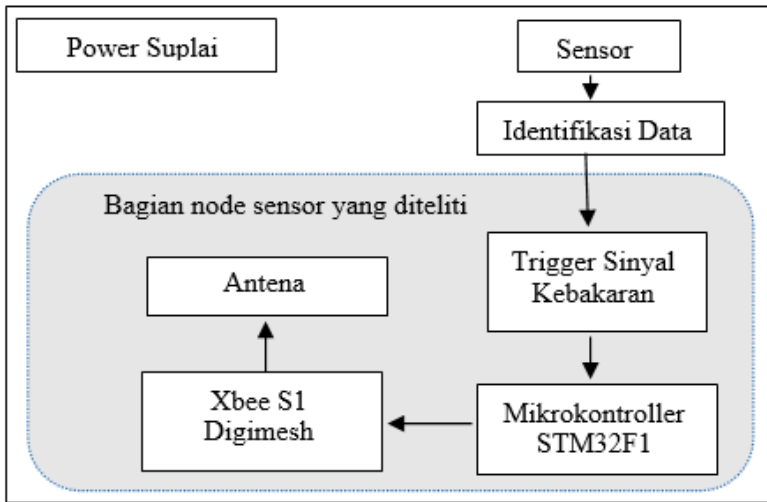 Power Suplai
Sensor
Identifikasi Data
Bagian node sensor yang diteliti
Trigger Sinyal
Kebakaran
Antena
Xbee S1
Digimesh
Mikrokontroller
STM32F1